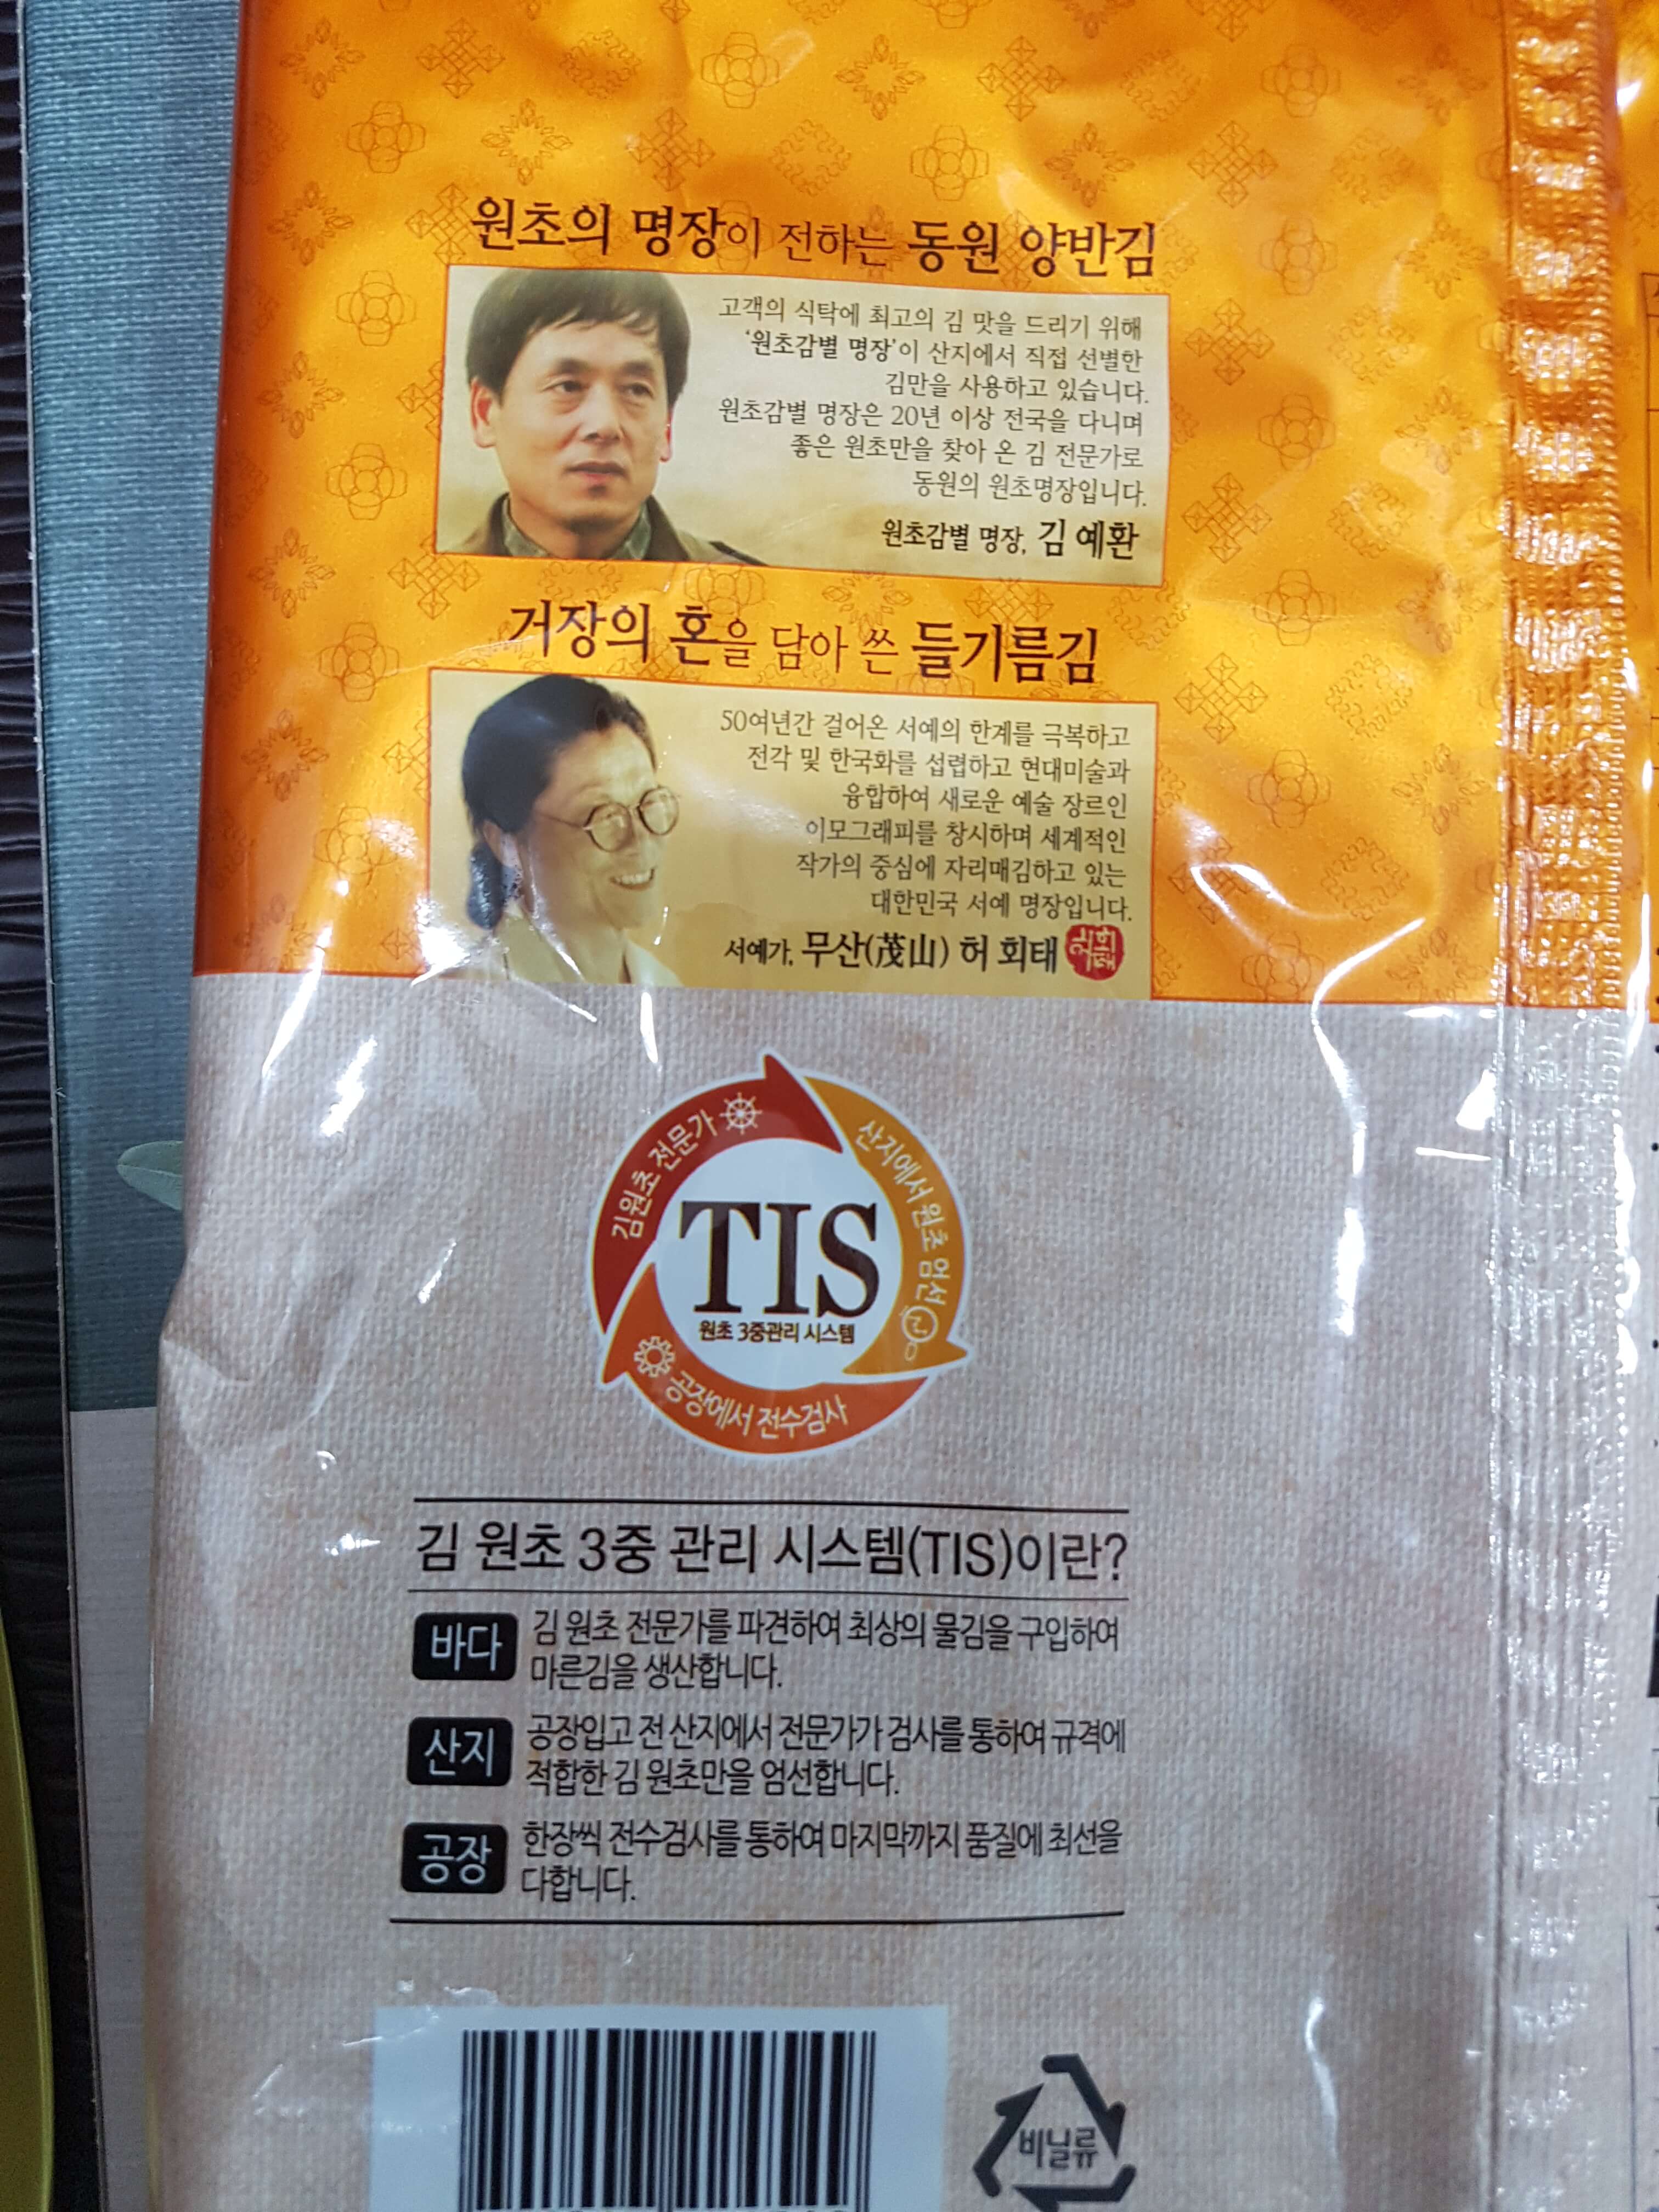 원초의 명장이 전하는 동원 양반김
고객의 식탁에 최고의 김 맛을 드리기 위해
'원초감별 명장'이 산지에서 직접 선별한
김만을 사용하고 있습니다.
원초감별 명장은 20년 이상 전국을 다니며
좋은 원초만을 찾아 온 김 전문가로
동원의 원초명장입니다.
원초감별 명장, 김 예환
거장의 혼을 담아 쓴 들기름김
50여년간 걸어온 서예의 한계를 극복하고
전각 및 한국화를 섭렵하고 현대미술과
융합하여 새로운 예술 장르인
이모그래피를 창시하며 세계적인
작가의 중심에 자리매김하고 있는
대한민국 서예 명장입니다.
서예가, 무산(茂山) 허 회태
김원초 전문가
산지에서 원초 엄선
TIS
원초 3중관리 시스템
공장에서 전수검사
김 원초 3중 관리 시스템(TIS)이란?
바다 김 원초 전문가를 파견하여 최상의 물김을 구입하여
마른김을 생산합니다.
산지 공장입고 전 산지에서 전문가가 검사를 통하여 규격에
적합한 김 원초만을 엄선합니다.
공장 한장씩 전수검사를 통하여 마지막까지 품질에 최선을
다합니다.
비닐류